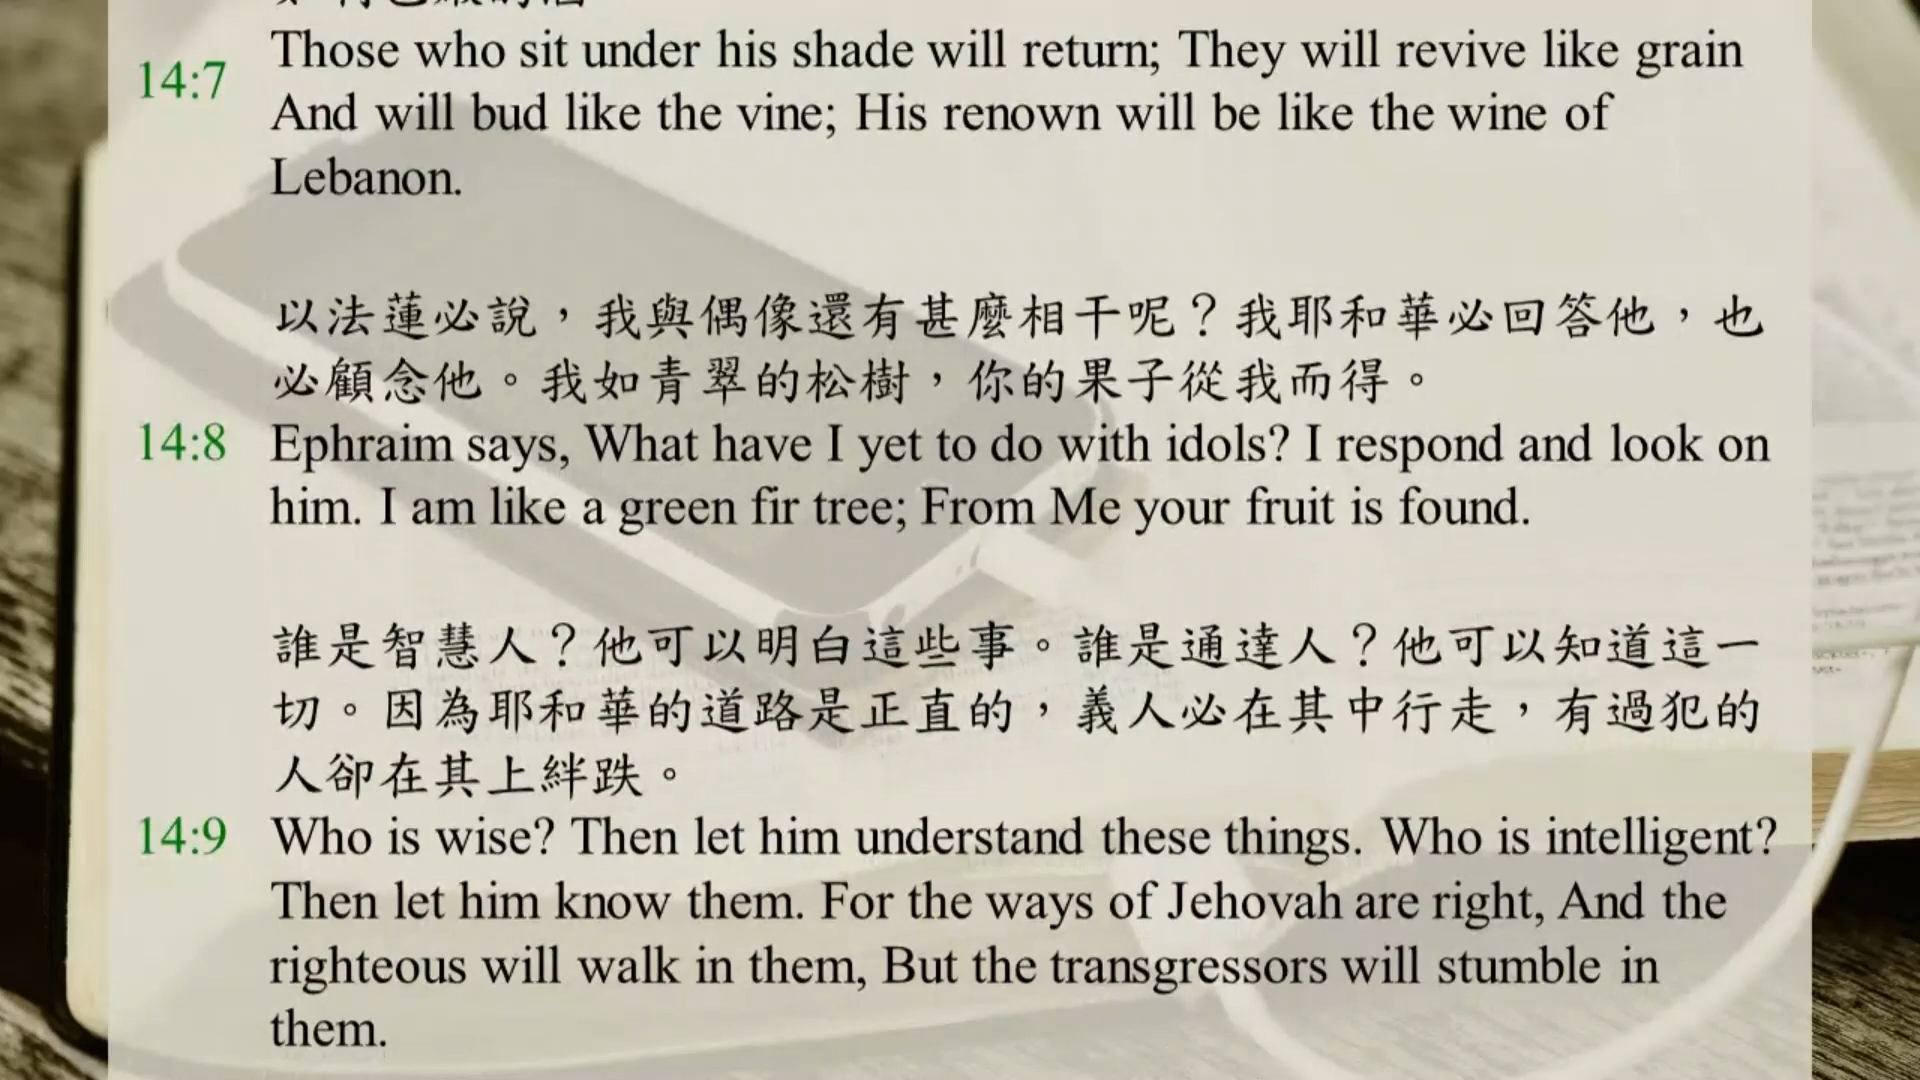 Those who sit under his shade will return; They will revive like grain
14:7 And will bud like the vine; His renown will be like the wine of
Lebanon.
以法蓮必說，我與偶像還有甚麼相干呢？我耶和華必回答他，也
必顧念他。我如青翠的松樹，你的果子從我而得。
14:8 Ephraim says, What have I yet to do with idols? I respond and look on
him. I am like a green fir tree; From Me your fruit is found.
誰是智慧人？他可以明白這些事。誰是通達人？他可以知道這一
切。因為耶和華的道路是正直的，義人必在其中行走，有過犯的
人卻在其上絆跌。
14:9 Who is wise? Then let him understand these things. Who is intelligent?
Then let him know them. For the ways of Jehovah are right, And the
righteous will walk in them, But the transgressors will stumble in
them.